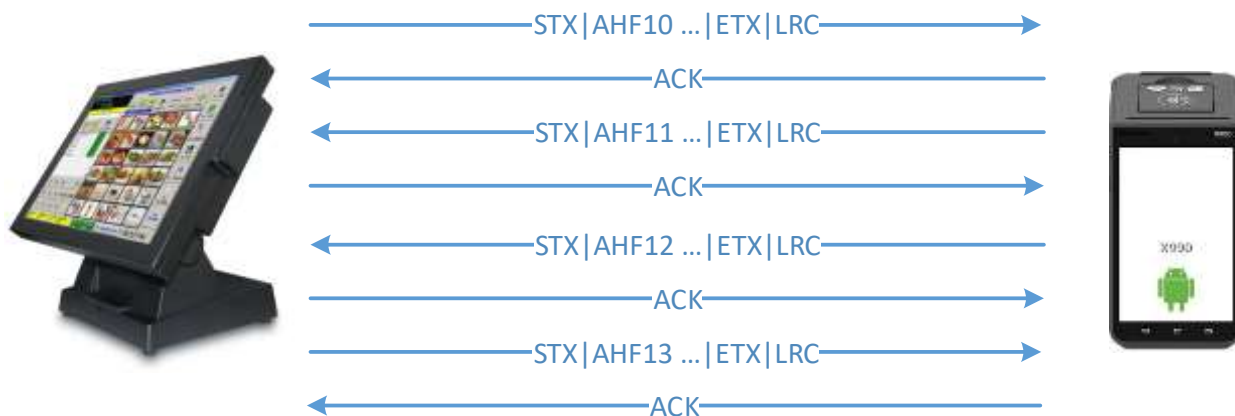 STX|AHF10 ...|ETX|LRC
ACK
STX|AHF11 ...|ETX|LRC
ACK
STX|AHF12 ...|ETX|LRC
ACK
X990
STX|AHF13 ...|ETX|LRC
ACK